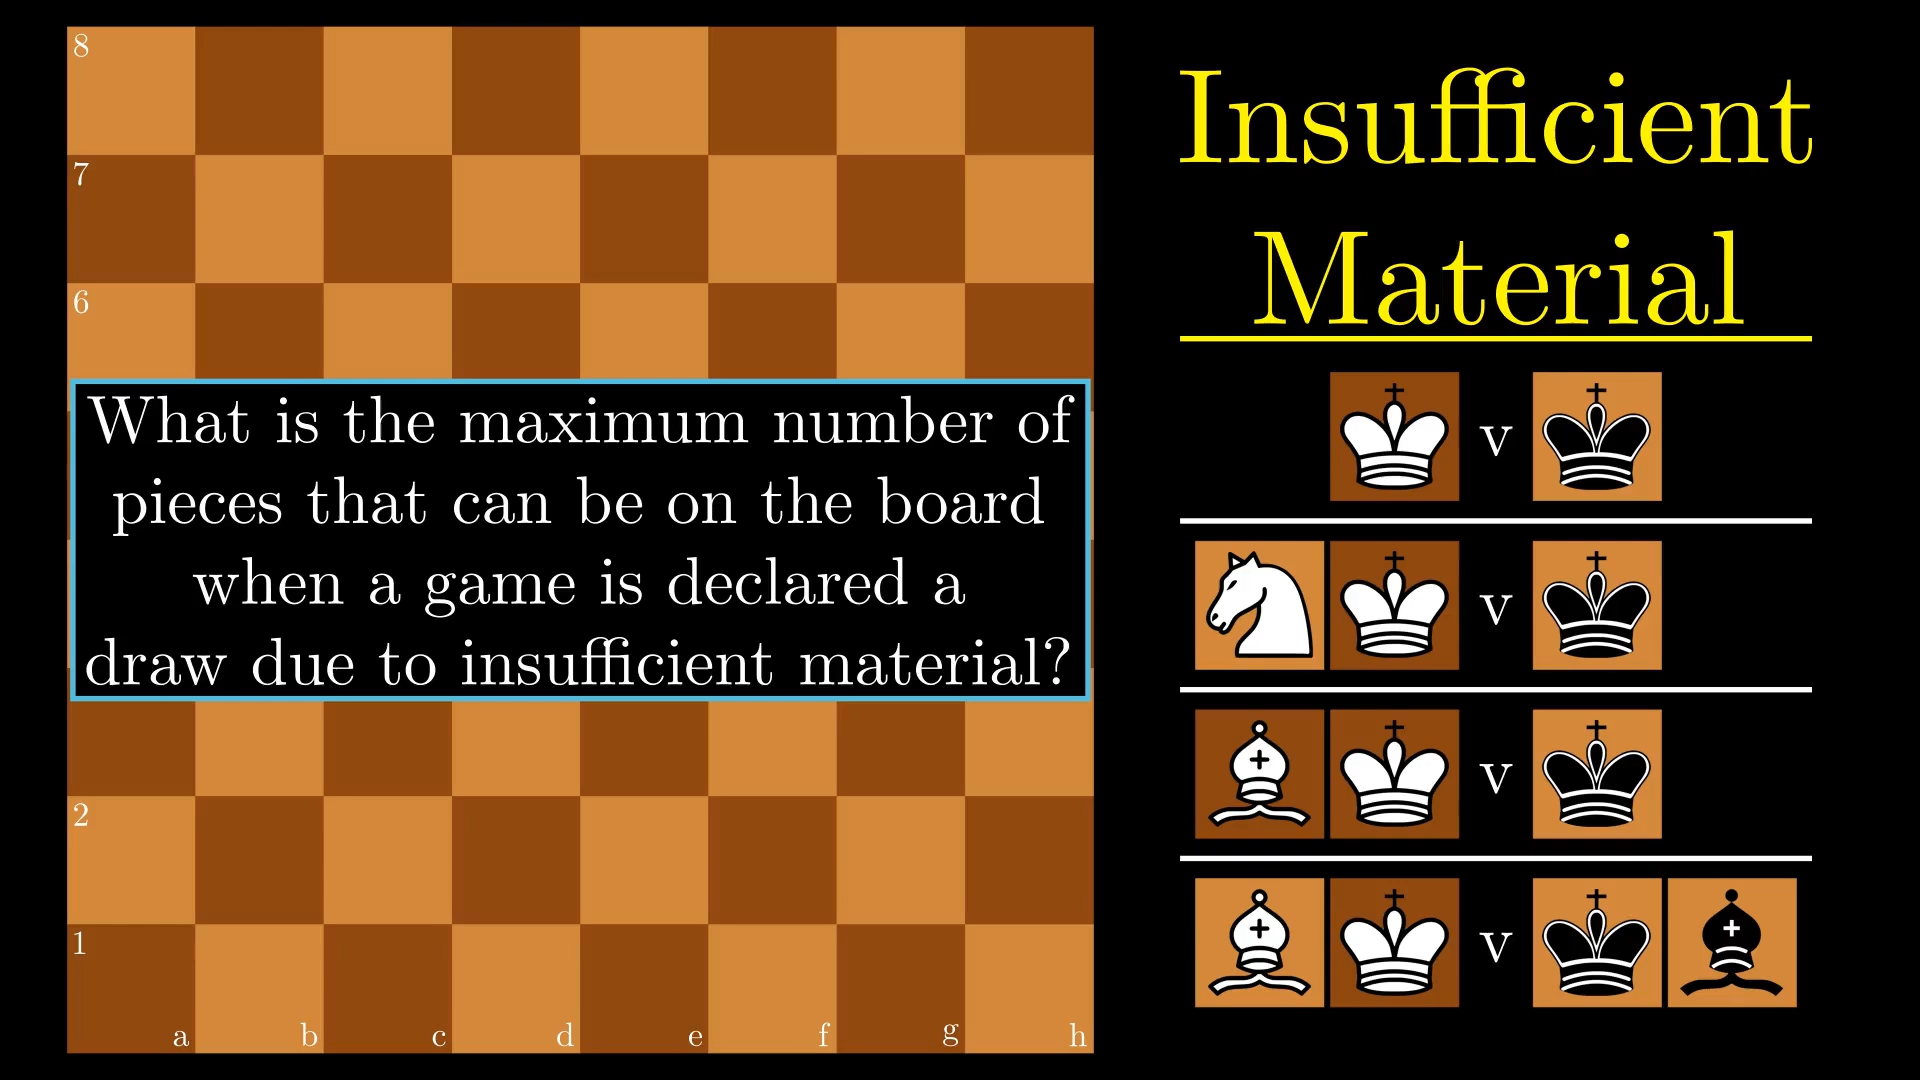 8
7
6
What is the maximum number of
pieces that can be on the board
when a game is declared a
draw due to insufficient material?
2
1
a b c d e f g h
Insufficient
Material
v
v
v
v